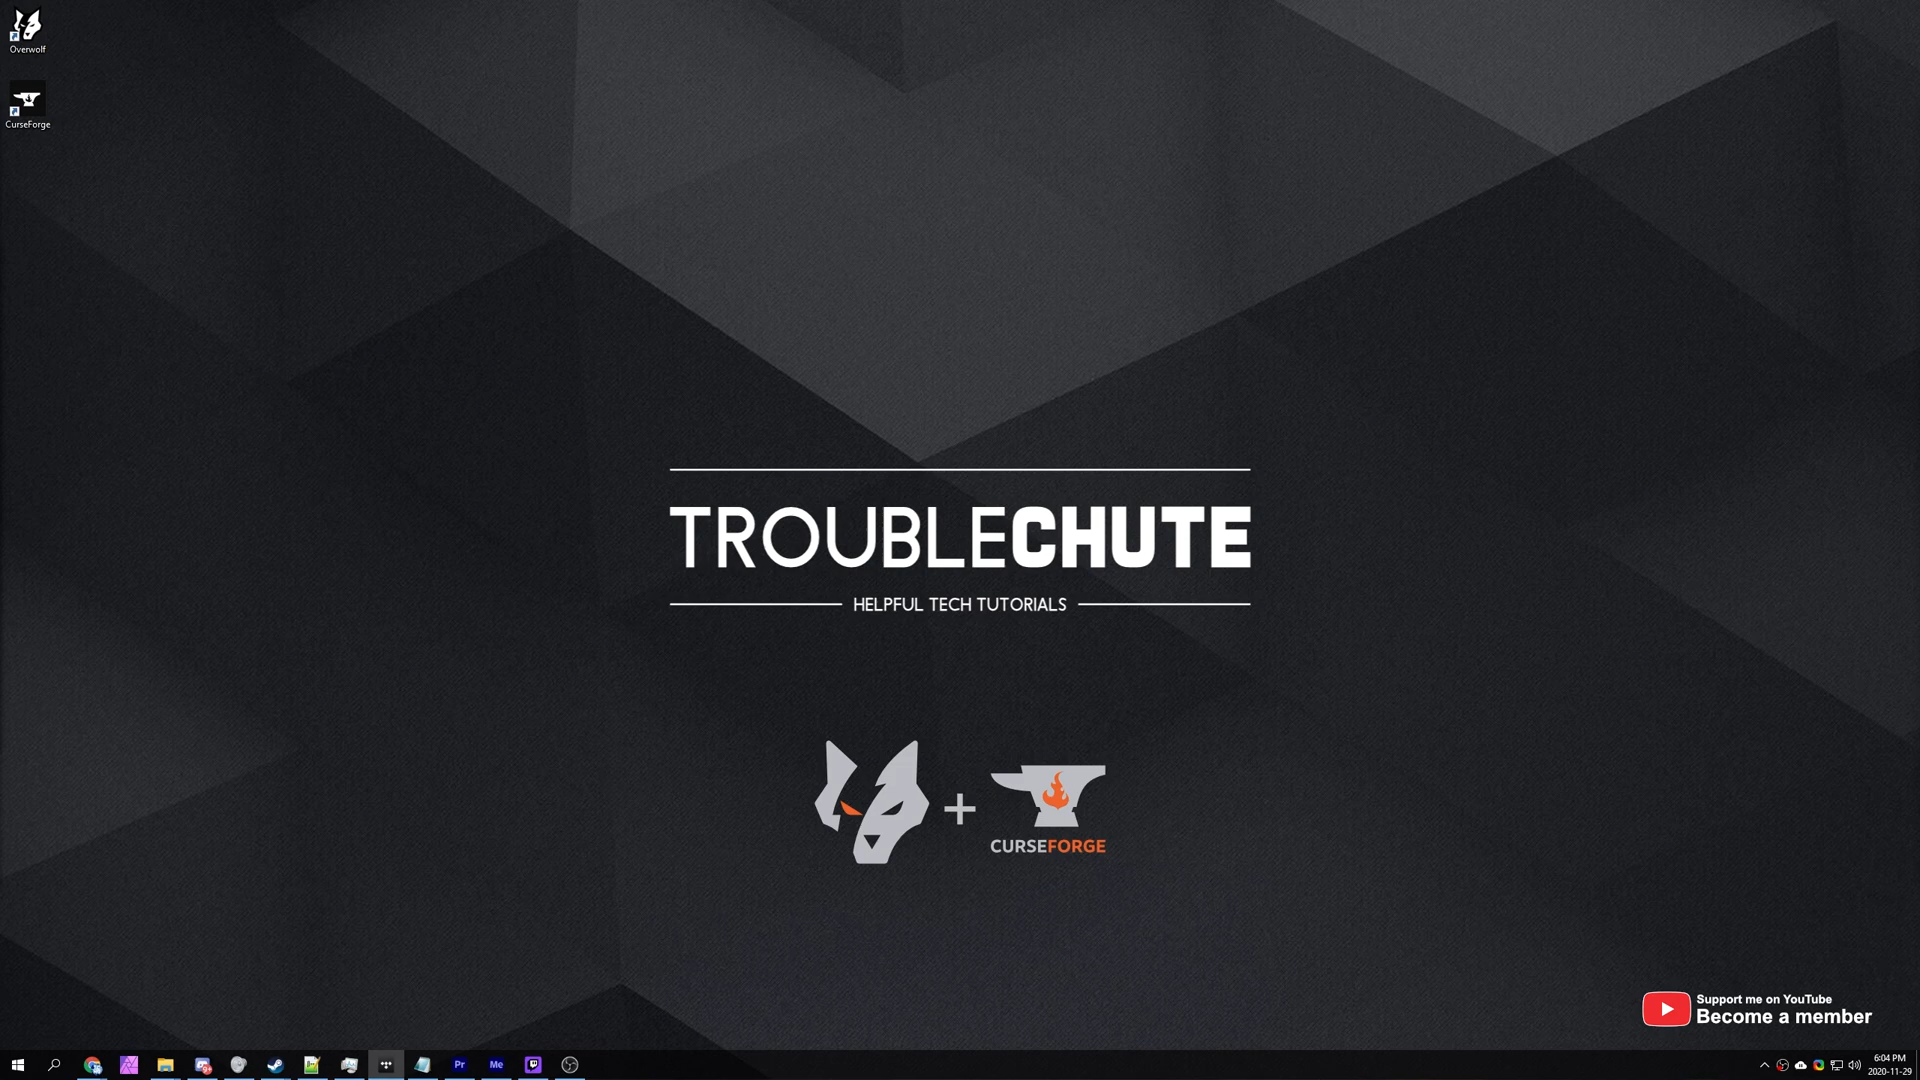 Overwolf
CurseForge
TROUBLECHUTE
HELPFUL TECH TUTORIALS
+
CURSEFORGE
Support me on YouTube
Become a member
Pr
Me
6:04 PM
2020-11-29